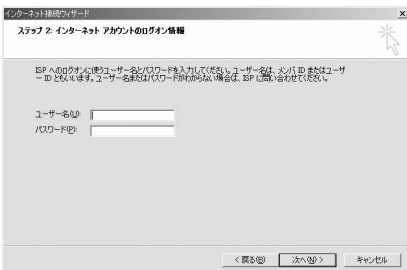 インターネット接続ウィザード
ステップ 2: インターネット アカウントのログオン情報
ISP へのログオンに使うユーザー名とパスワードを入力してください。ユーザー名は、メンバ ID またはユーザ
ー ID ともいいます。ユーザー名またはパスワードがわからない場合は、ISP に問い合わせてください。
ユーザー名(U):
パスワード(P):
< 戻る(B)
次へ(N) >
キャンセル